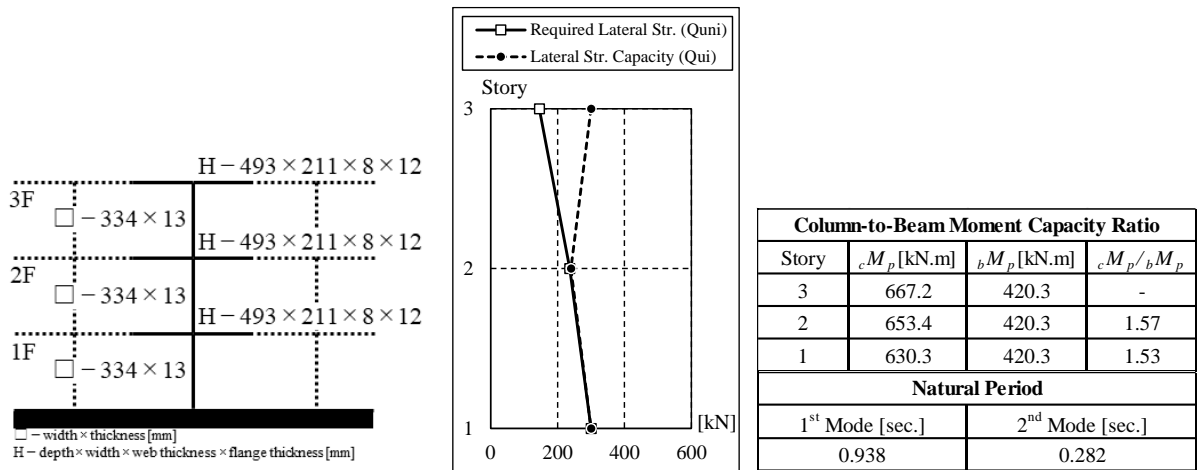 H－493×211×8×12
3F
□－334×13
H－493×211×8×12
2F
□－334×13
H－493×211×8×12
1F
□－334×13
□－width×thickness[mm]
H－depth×width×web thickness×flange thickness[mm]
Required Lateral Str. (Quni)
Lateral Str. Capacity (Qui)
Story
3
0 200 400 600
2
1
[kN]
Column-to-Beam Moment Capacity Ratio
Story cMp[kN.m] bMp[kN.m] cMp/bMp
3 667.2 420.3 -
2 653.4 420.3 1.57
1 630.3 420.3 1.53
Natural Period
1st Mode [sec.] 2nd Mode [sec.]
0.938 0.282